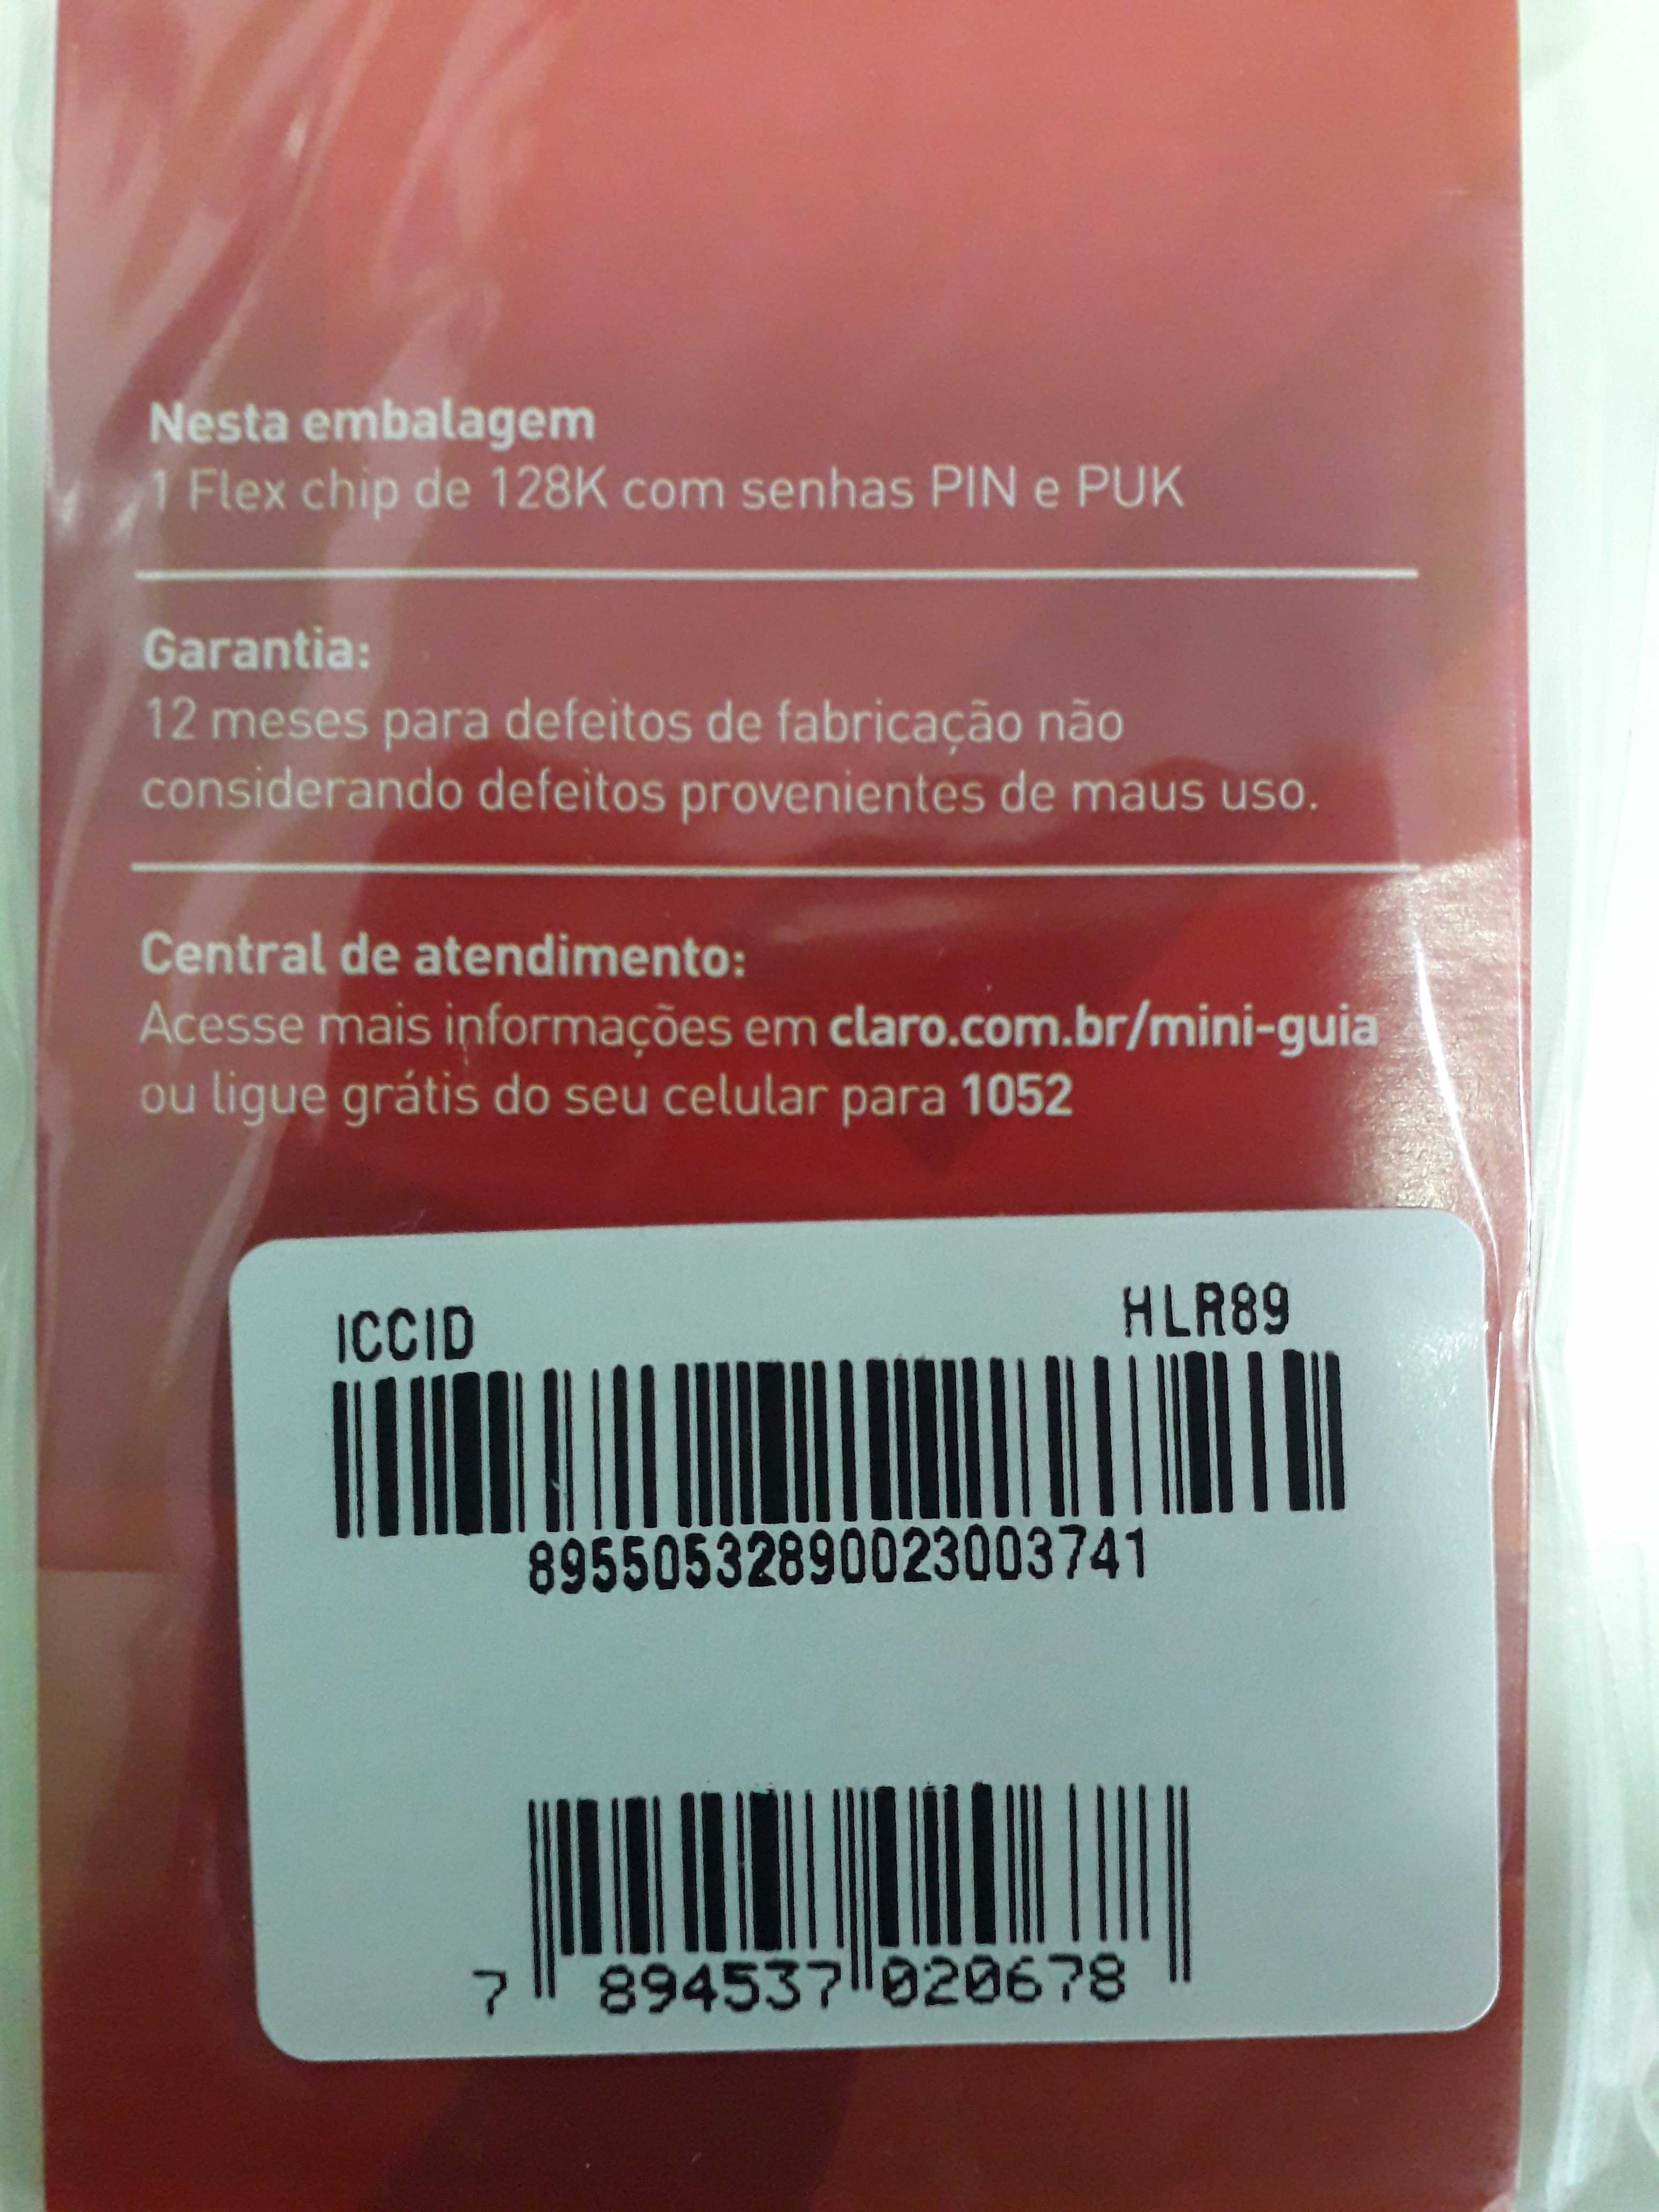 Nesta embalagem
1 Flex chip de 128K com senhas PIN e PUK
Garantia:
12 meses para defeitos de fabricação não
considerando defeitos provenientes de maus uso.
Central de atendimento:
Acesse mais informações em claro.com.br/mini-guia
ou ligue grátis do seu celular para 1052
ICCID HLR89
89550532890023003741
7 894537 020678